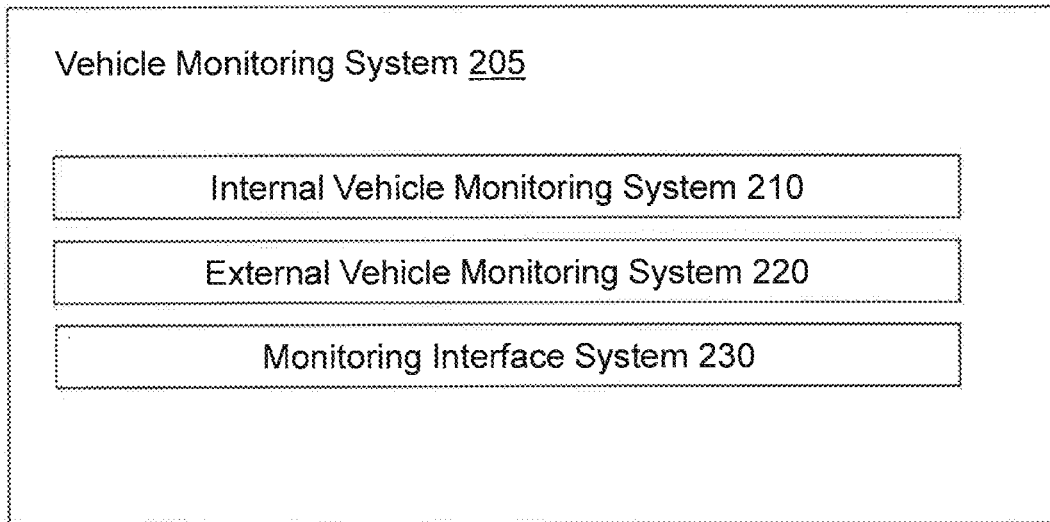 Vehicle Monitoring System 205
Internal Vehicle Monitoring System 210
External Vehicle Monitoring System 220
Monitoring Interface System 230